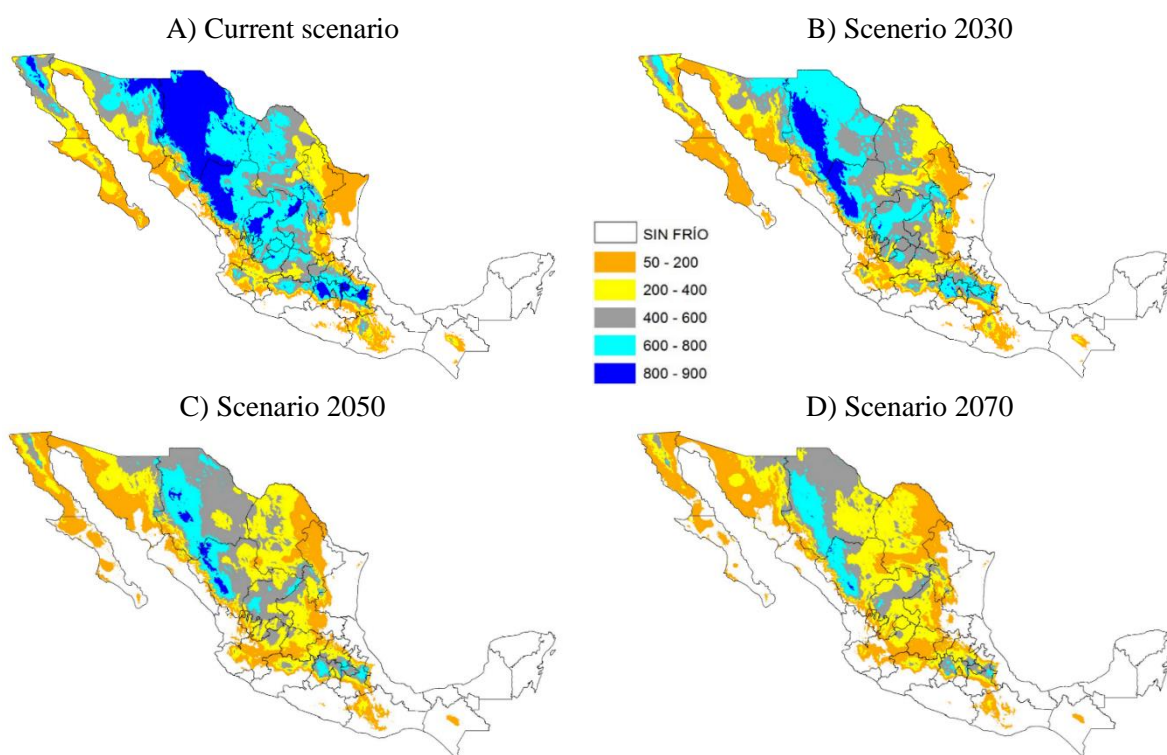 A) Current scenario
B) Scenerio 2030
SIN FRÍO
50 - 200
200 - 400
400 - 600
600 - 800
800 - 900
C) Scenario 2050
D) Scenario 2070